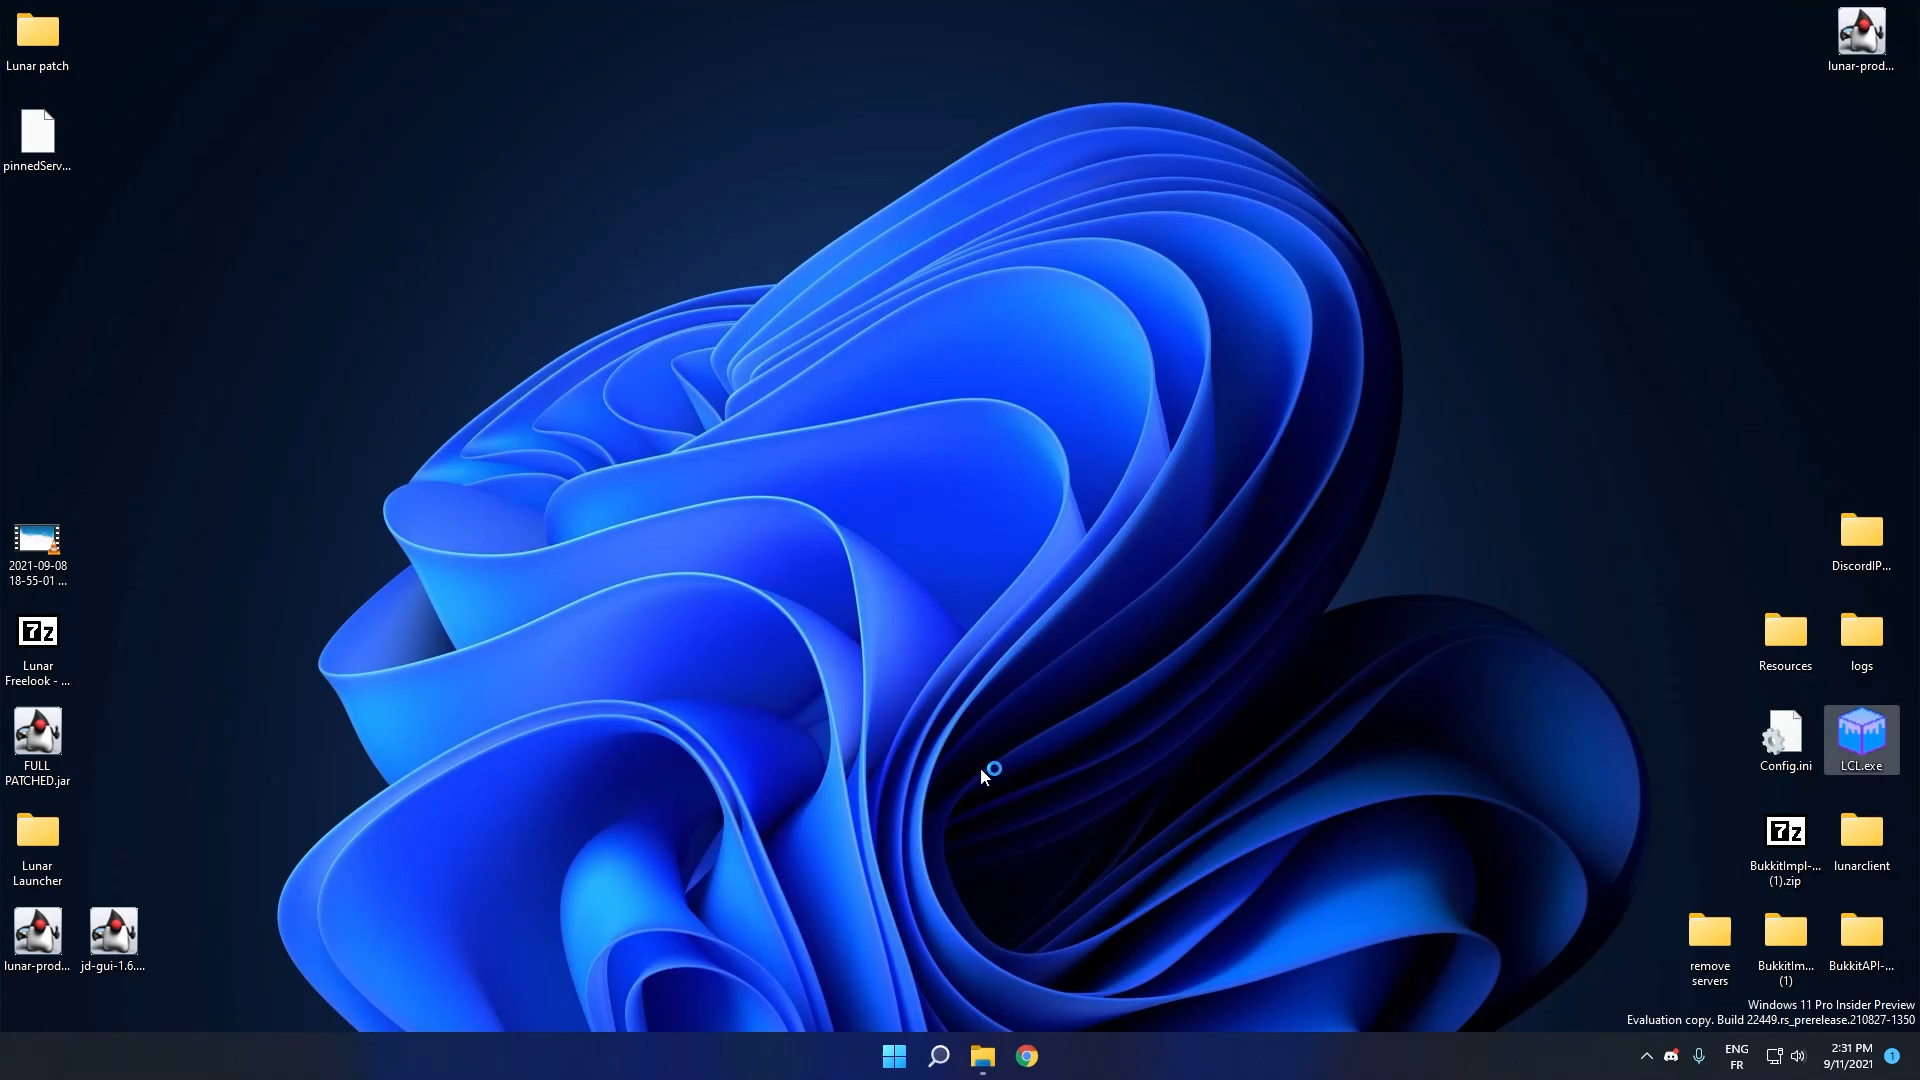 Lunar patch
lunar-prod...
pinnedServ...
2021-09-08
18-55-01 ...
DiscordIP...
7z
Lunar
Freelook - ...
Resources
logs
FULL
PATCHED.jar
Config.ini
LCL.exe
Lunar
Launcher
7z
BukkitImpl-...
(1).zip
lunarclient
lunar-prod...
jd-gui-1.6....
remove
servers
BukkitIm...
(1)
BukkitAPI-...
Windows 11 Pro Insider Preview
Evaluation copy. Build 22449.rs_prerelease.210827-1350
ENG
FR
2:31 PM
9/11/2021
1